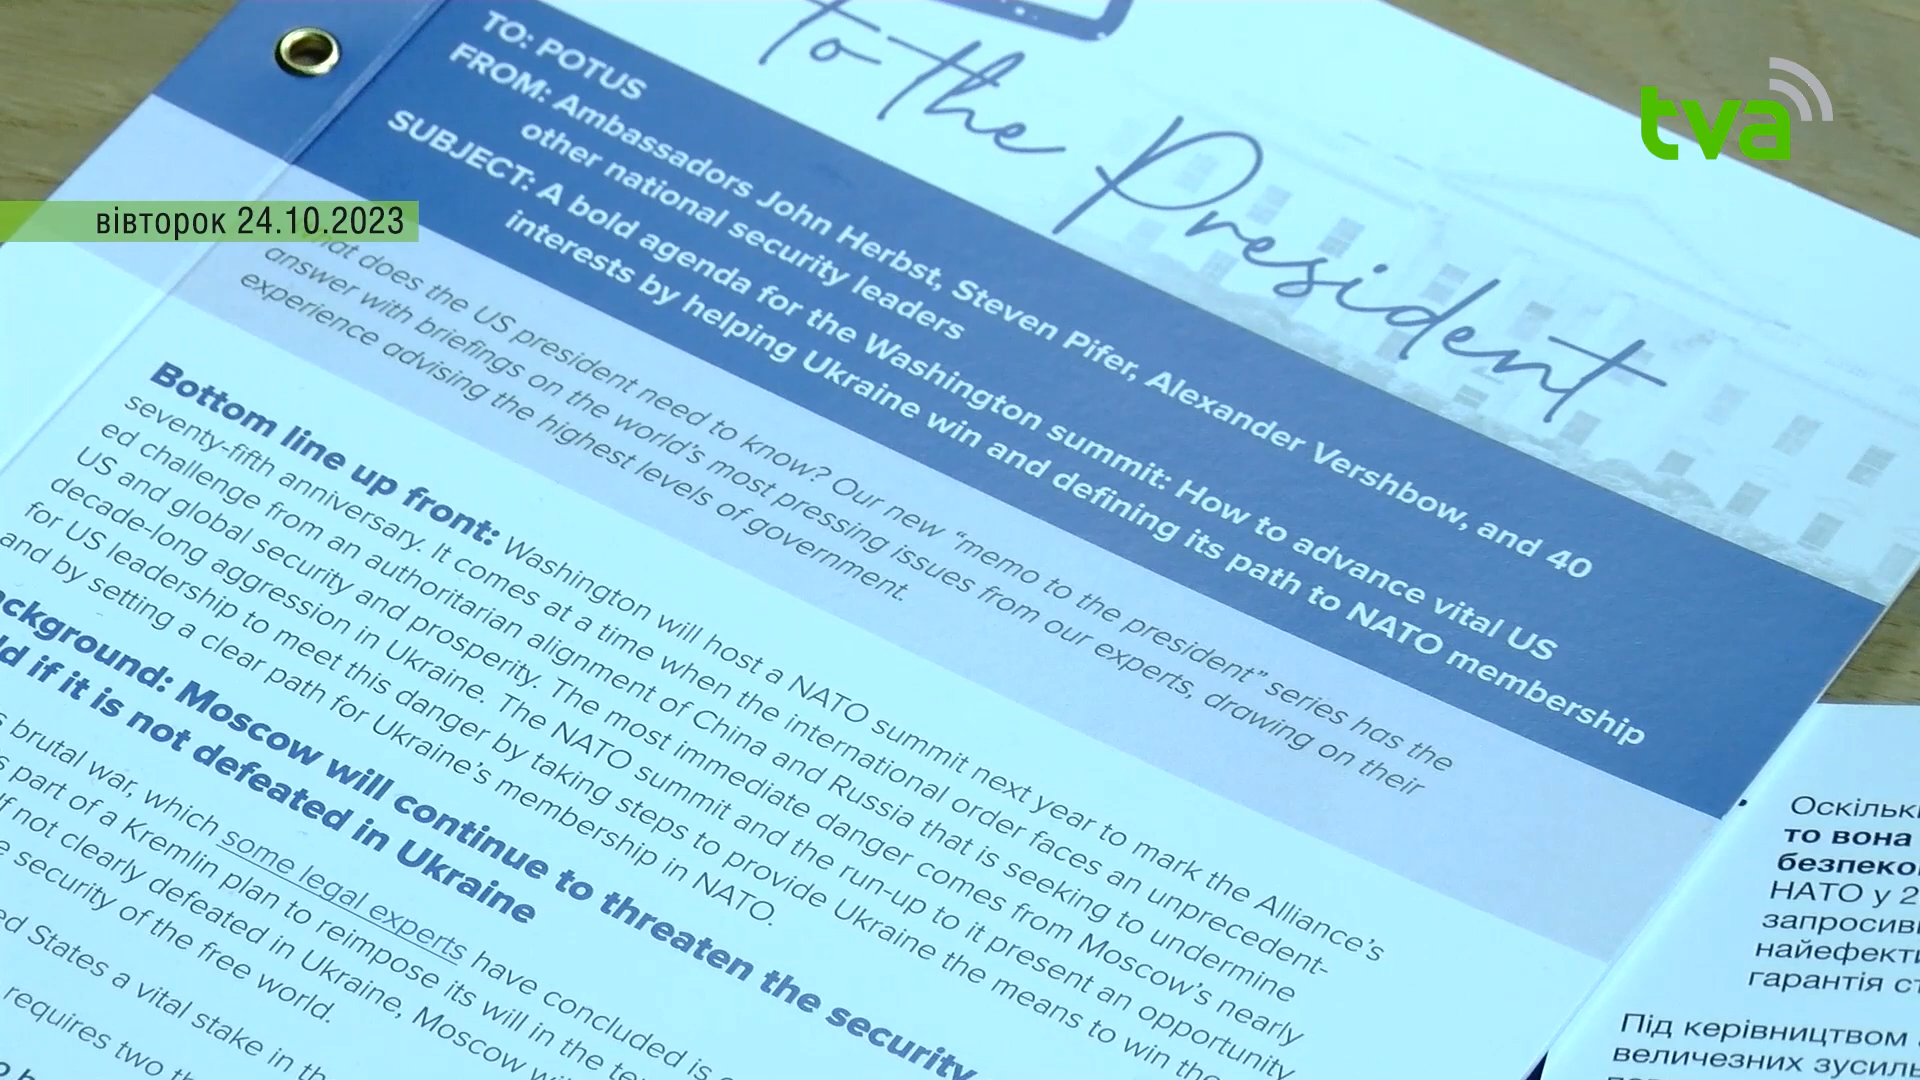 to the President
tva
TO: POTUS
FROM: Ambassadors John Herbst, Steven Pifer, Alexander Vershbow, and 40
other national security leaders
SUBJECT: A bold agenda for the Washington summit: How to advance vital US
interests by helping Ukraine win and defining its path to NATO membership
вівторок 24.10.2023
does the US president need to know? Our new “memo to the president” series has the
answer with briefings on the world’s most pressing issues from our experts, drawing on their
experience advising the highest levels of government.
Bottom line up front: Washington will host a NATO summit next year to mark the Alliance’s
seventy-fifth anniversary. It comes at a time when the international order faces an unprecedent-
ed challenge from an authoritarian alignment of China and Russia that is seeking to undermine
US and global security and prosperity. The most immediate danger comes from Moscow’s nearly
decade-long aggression in Ukraine. The NATO summit and the run-up to it present an opportunity
for US leadership to meet this danger by taking steps to provide Ukraine the means to win the
and by setting a clear path for Ukraine’s membership in NATO.
ackground: Moscow will continue to threaten the security
ld if it is not defeated in Ukraine
brutal war, which some legal experts have concluded is
part of a Kremlin plan to reimpose its will in the
If not clearly defeated in Ukraine, Moscow
security of the free world.
ed States a vital stake in th
requires two
Оскільк
то вона
безпеко
НАТО у 2
запросив
найефекти
гарантія ст
Під керівництвом
величезних зусиль